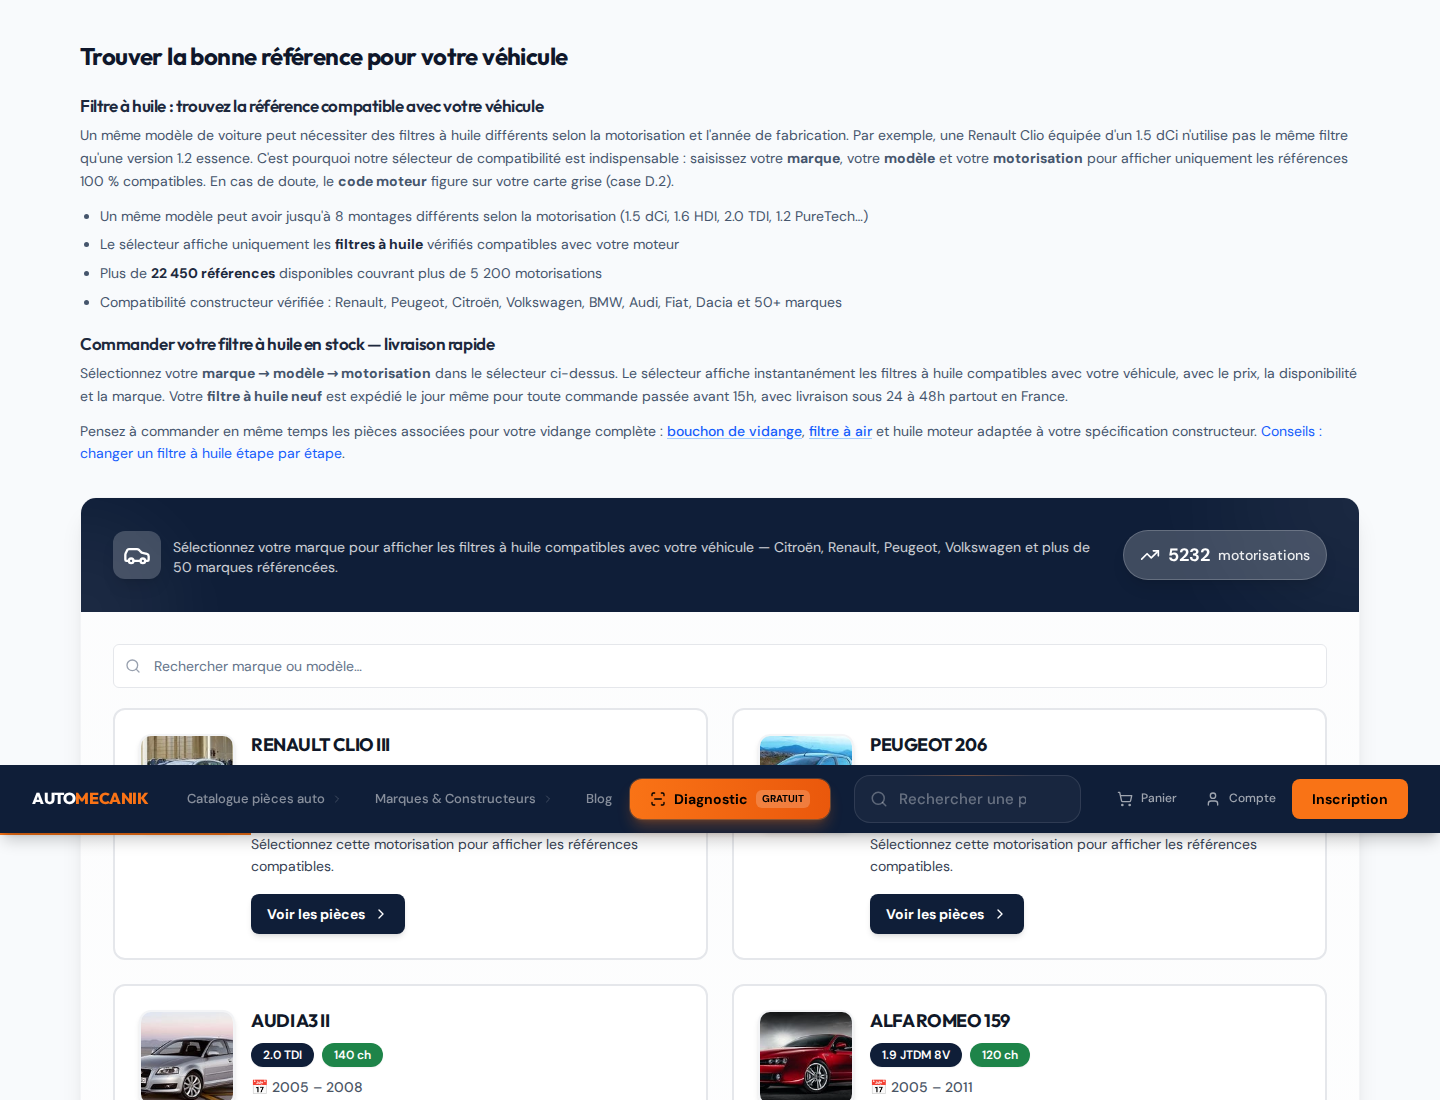 Trouver la bonne référence pour votre véhicule
Filtre à huile : trouvez la référence compatible avec votre véhicule
Un même modèle de voiture peut nécessiter des filtres à huile différents selon la motorisation et l'année de fabrication. Par exemple, une Renault Clio équipée d'un 1.5 dCi n'utilise pas le même filtre
qu'une version 1.2 essence. C'est pourquoi notre sélecteur de compatibilité est indispensable : saisissez votre marque, votre modèle et votre motorisation pour afficher uniquement les références
100 % compatibles. En cas de doute, le code moteur figure sur votre carte grise (case D.2).
Un même modèle peut avoir jusqu'à 8 montages différents selon la motorisation (1.5 dCi, 1.6 HDI, 2.0 TDI, 1.2 PureTech…)
Le sélecteur affiche uniquement les filtres à huile vérifiés compatibles avec votre moteur
Plus de 22 450 références disponibles couvrant plus de 5 200 motorisations
Compatibilité constructeur vérifiée : Renault, Peugeot, Citroën, Volkswagen, BMW, Audi, Fiat, Dacia et 50+ marques
Commander votre filtre à huile en stock — livraison rapide
Sélectionnez votre marque → modèle → motorisation dans le sélecteur ci-dessus. Le sélecteur affiche instantanément les filtres à huile compatibles avec votre véhicule, avec le prix, la disponibilité
et la marque. Votre filtre à huile neuf est expédié le jour même pour toute commande passée avant 15h, avec livraison sous 24 à 48h partout en France.
Pensez à commander en même temps les pièces associées pour votre vidange complète : bouchon de vidange, filtre à air et huile moteur adaptée à votre spécification constructeur. Conseils :
changer un filtre à huile étape par étape.
Sélectionnez votre marque pour afficher les filtres à huile compatibles avec votre véhicule — Citroën, Renault, Peugeot, Volkswagen et plus de
50 marques référencées.
5232 motorisations
Rechercher marque ou modèle…
RENAULT CLIO III
PEUGEOT 206
AUTOMECANIK
Catalogue pièces auto
Marques & Constructeurs
Blog
Diagnostic GRATUIT
Rechercher une p
Panier
Compte
Inscription
Sélectionnez cette motorisation pour afficher les références
compatibles.
Voir les pièces
Sélectionnez cette motorisation pour afficher les références
compatibles.
Voir les pièces
AUDI A3 II
2.0 TDI 140 ch
📅 2005 – 2008
ALFA ROMEO 159
1.9 JTDM 8V 120 ch
📅 2005 – 2011